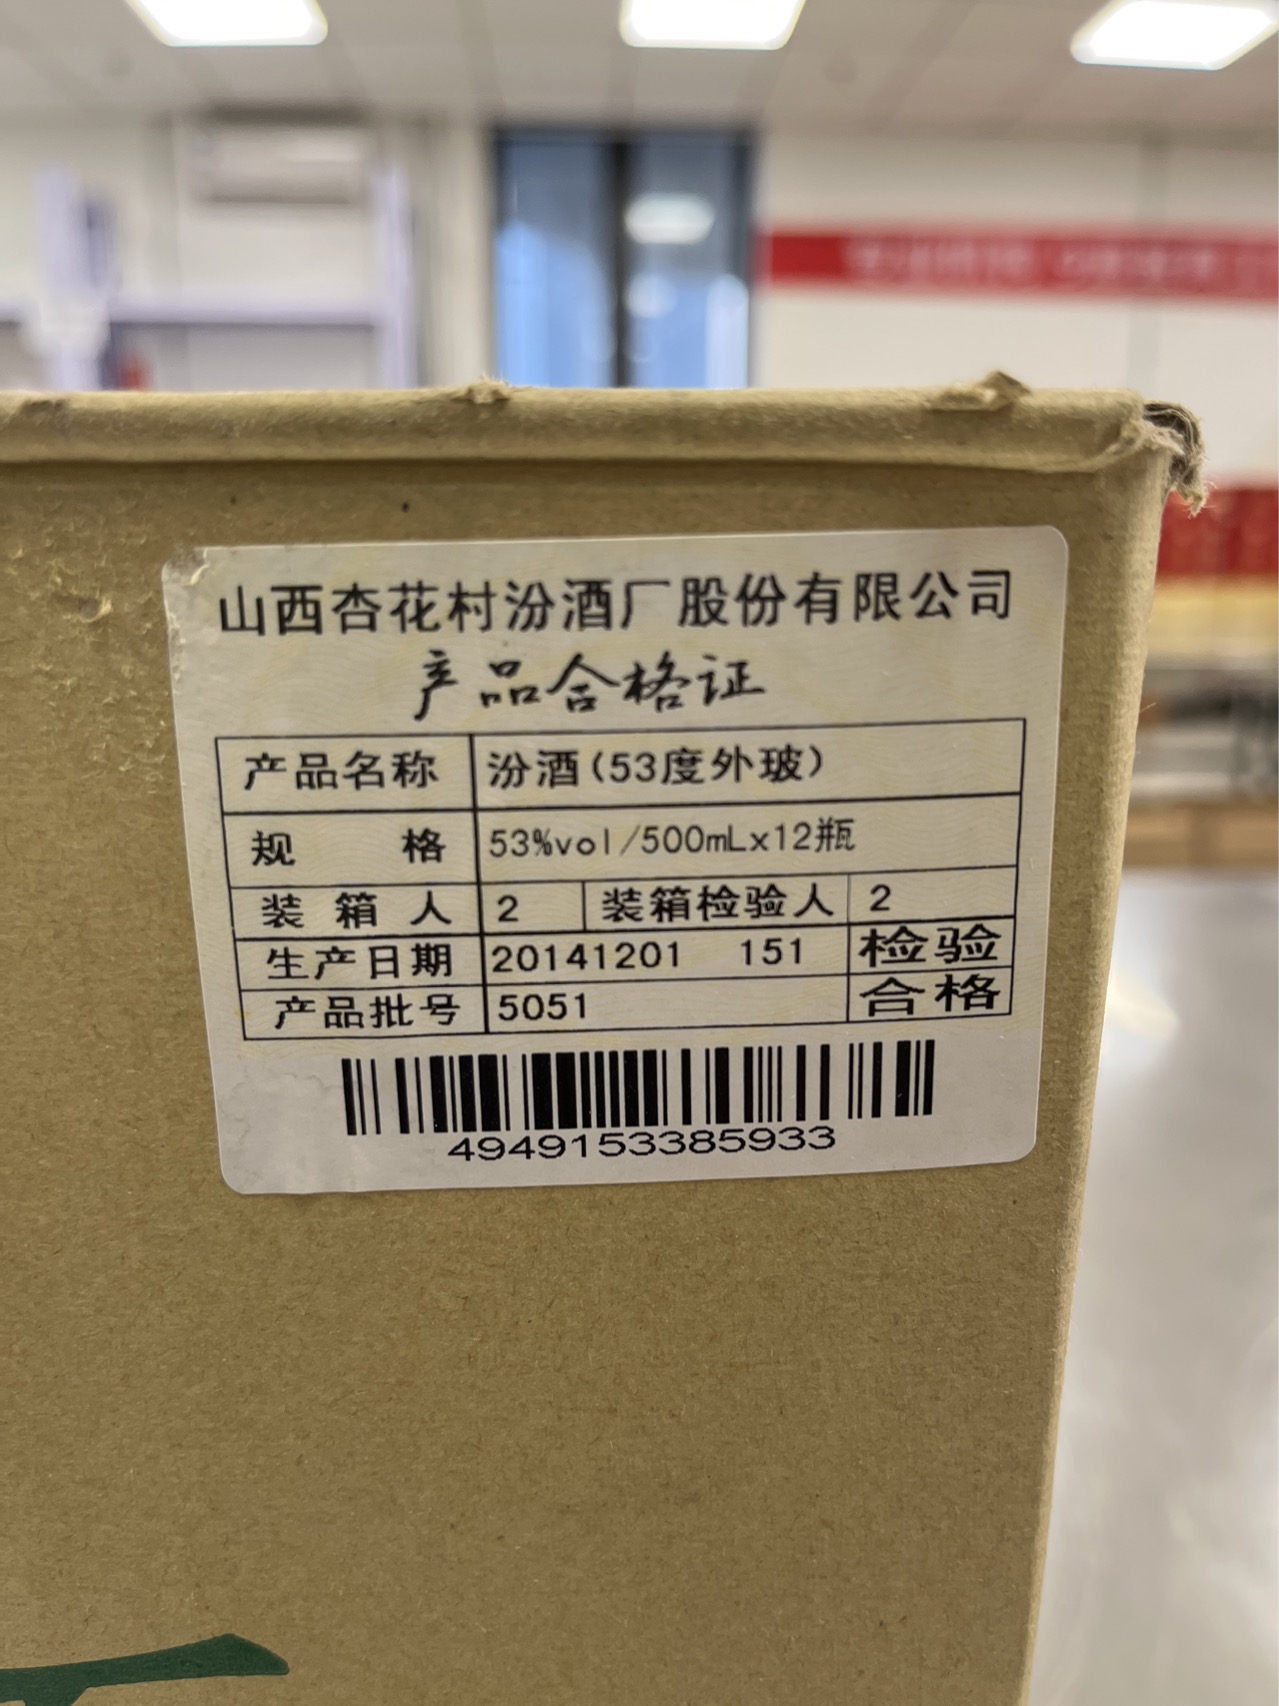 山西杏花村汾酒厂股份有限公司
产品合格证
产品名称 汾酒(53度外玻)
规 格 53%vol/500mLx12瓶
装 箱 人 2 装箱检验人 2
生产日期 20141201 151 检验
产品批号 5051 合格
4949153385933